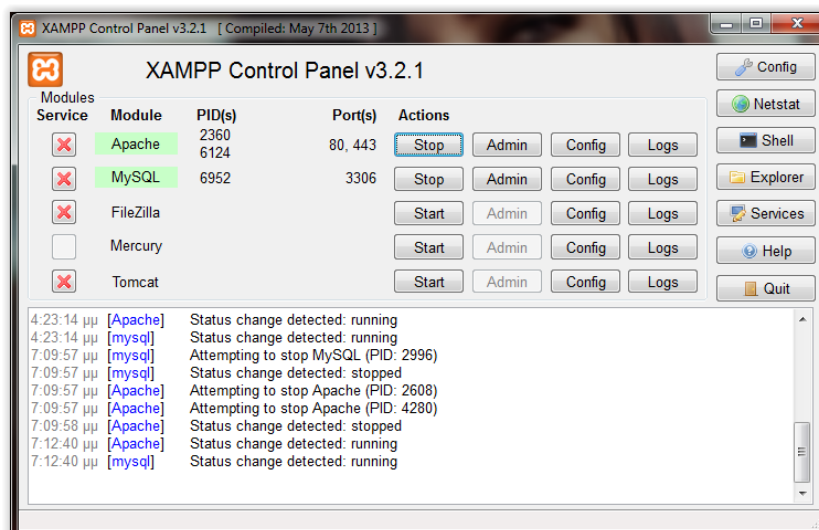 XAMPP Control Panel v3.2.1 [ Compiled: May 7th 2013 ]
XAMPP Control Panel v3.2.1
Config
Modules
Netstat
Service Module PID(s) Port(s) Actions
Apache 2360 6124 80, 443 Stop Admin Config Logs
Shell
MySQL 6952 3306 Stop Admin Config Logs
Explorer
FileZilla Start Admin Config Logs
Services
Mercury Start Admin Config Logs
Help
Tomcat Start Admin Config Logs
Quit
4:23:14 μμ [Apache] Status change detected: running
4:23:14 μμ [mysql] Status change detected: running
7:09:57 μμ [mysql] Attempting to stop MySQL (PID: 2996)
7:09:57 μμ [mysql] Status change detected: stopped
7:09:57 μμ [Apache] Attempting to stop Apache (PID: 2608)
7:09:57 μμ [Apache] Attempting to stop Apache (PID: 4280)
7:09:58 μμ [Apache] Status change detected: stopped
7:12:40 μμ [Apache] Status change detected: running
7:12:40 μμ [mysql] Status change detected: running